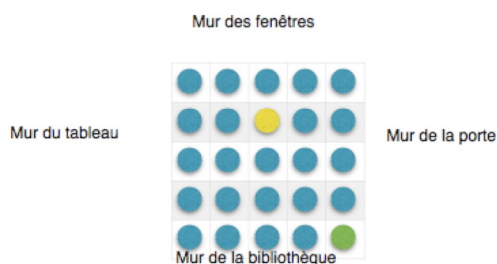 Mur des fenêtres
Mur du tableau
Mur de la porte
Mur de la bibliothèque